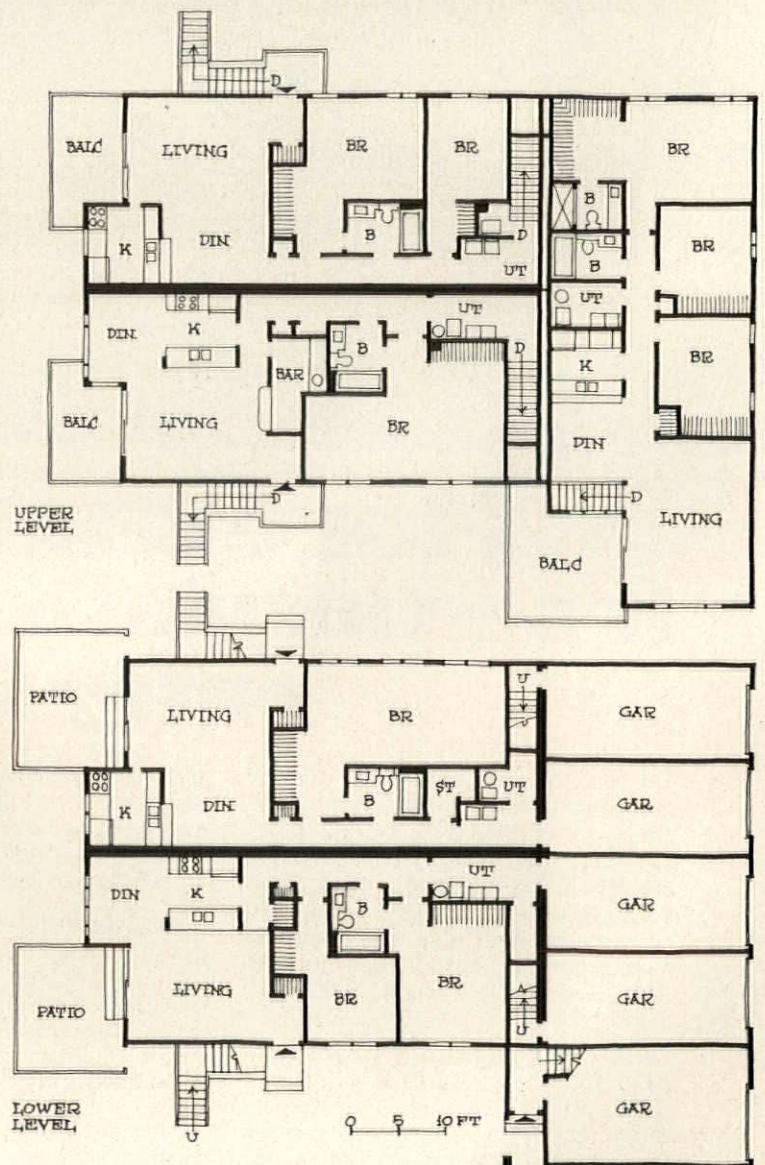 D
BALC
LIVING
BR
BR
BR
B
K
DIN
B
D
BR
B
UT
UT
UT
DIN
K
B
D
BR
BAR
K
BALC
LIVING
BR
DIN
UPPER
LEVEL
D
D
LIVING
BALC
PATIO
U
LIVING
BR
GAR
K
DIN
B
ST
UT
GAR
UT
DIN
K
B
GAR
LIVING
BR
BR
GAR
PATIO
U
GAR
LOWER
LEVEL
U
0 5 10 FT